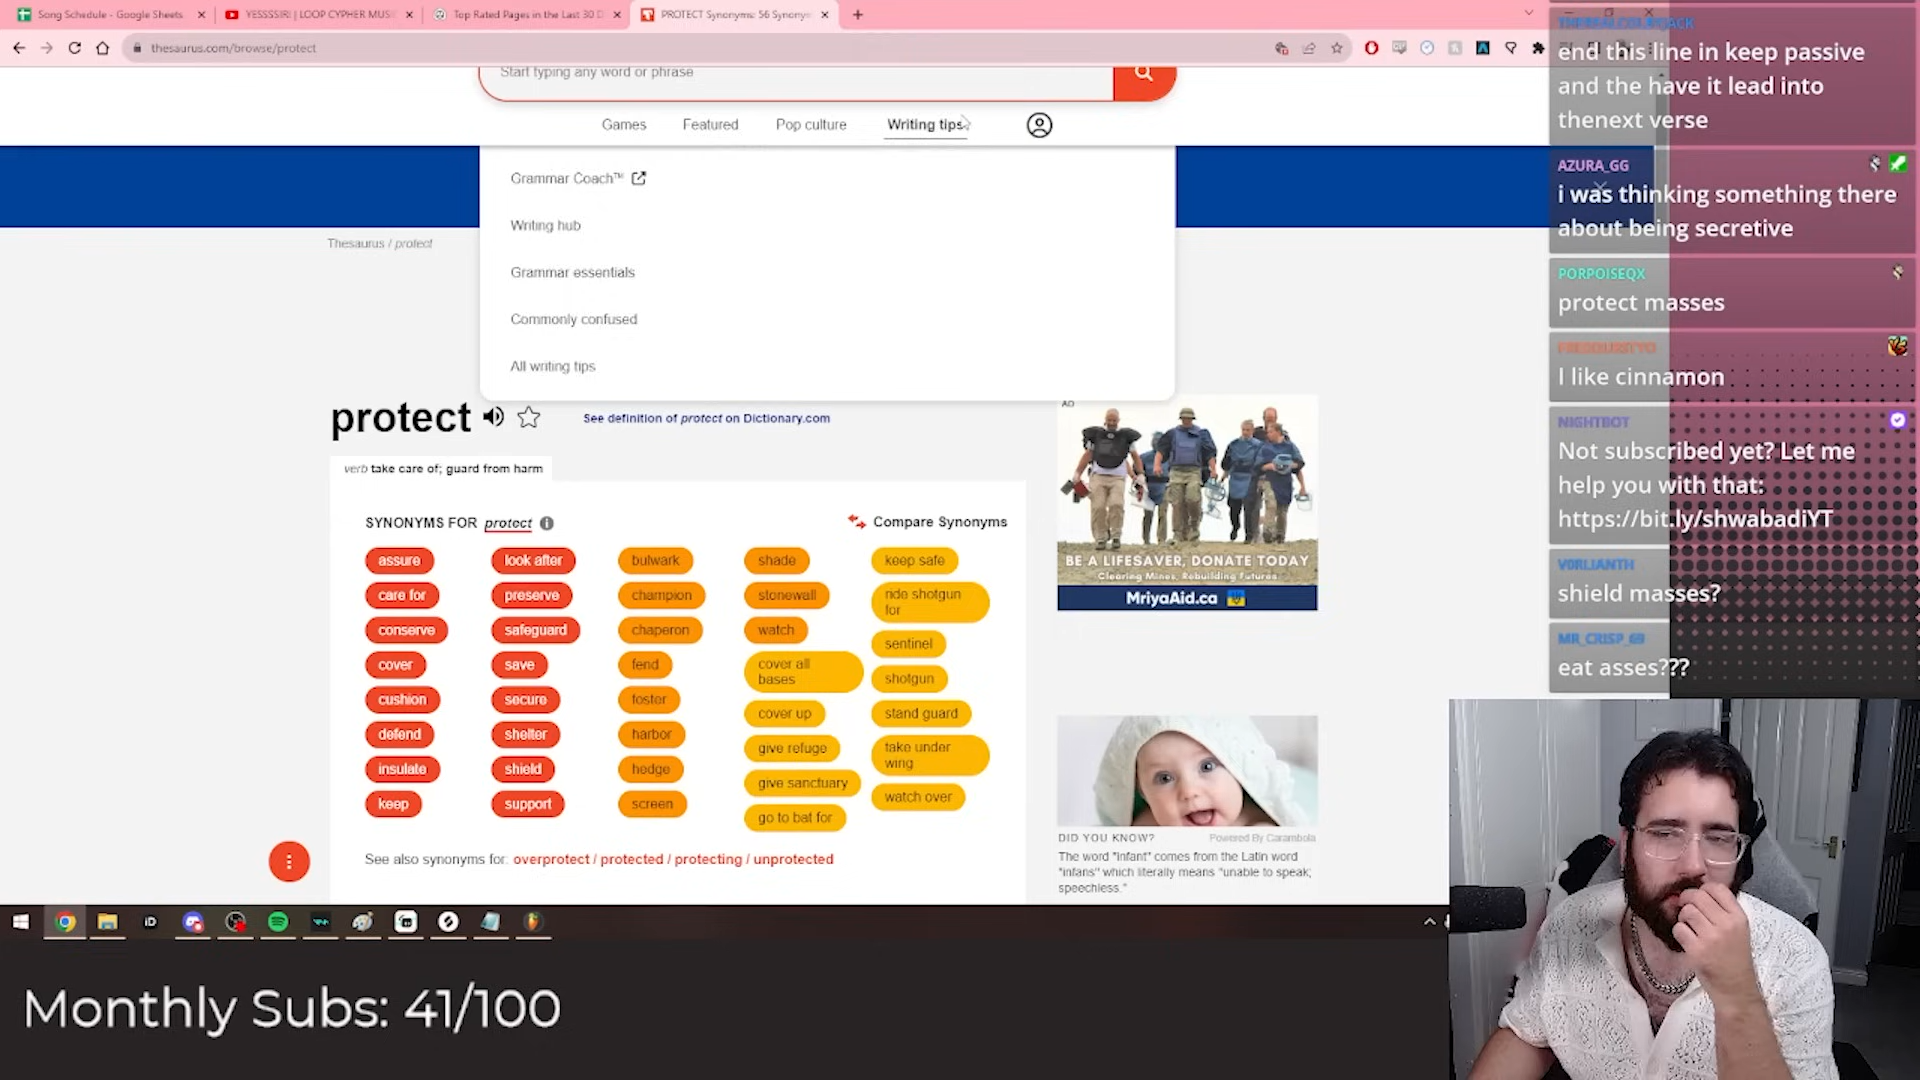 Song Schedule - Google Sheets
YESSSSIRI | LOOP CYPHER MUSI
Top Rated Pages in the Last 30 D
PROTECT Synonyms: 56 Synonym
thesaurus.com/browse/protect
Start typing any word or phrase
Games
Featured
Pop culture
Writing tips
Grammar Coach™
Writing hub
Grammar essentials
Commonly confused
All writing tips
Thesaurus / protect
protect
See definition of protect on Dictionary.com
verb take care of; guard from harm
SYNONYMS FOR protect
Compare Synonyms
assure
care for
conserve
cover
cushion
defend
insulate
keep
look after
preserve
safeguard
save
secure
shelter
shield
support
bulwark
champion
chaperon
fend
foster
harbor
hedge
screen
shade
stonewall
watch
cover all
bases
cover up
give refuge
give sanctuary
go to bat for
keep safe
ride shotgun
for
sentinel
shotgun
stand guard
take under
wing
watch over
See also synonyms for: overprotect / protected / protecting / unprotected
AD
BE A LIFESAVER, DONATE TODAY
Clearing Mines, Rebuilding Futures
MriyaAid.ca
DID YOU KNOW?
Powered By Carambola
The word "infant" comes from the Latin word
"infans" which literally means "unable to speak;
speechless."
end this line in keep passive
and the have it lead into
thenext verse
AZURA_GG
i was thinking something there
about being secretive
PORPOISEQX
protect masses
FREDDURSTYO
I like cinnamon
NIGHTBOT
Not subscribed yet? Let me
help you with that:
https://bit.ly/shwabadiYT
V0RLIANTH
shield masses?
MR_CRISP_69
eat asses???
Monthly Subs: 41/100